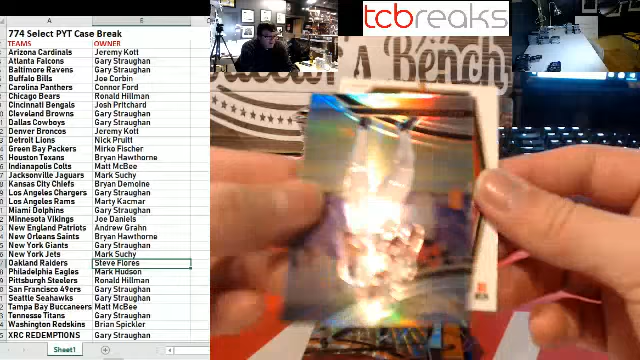 tcbreaks
Bench
A B
774 Select PYT Case Break
TEAMS OWNER
Arizona Cardinals Jeremy Kott
Atlanta Falcons Gary Straughan
Baltimore Ravens Gary Straughan
Buffalo Bills Joe Corbin
Carolina Panthers Connor Ford
Chicago Bears Ronald Hillman
Cincinnati Bengals Josh Pritchard
Cleveland Browns Gary Straughan
Dallas Cowboys Gary Straughan
Denver Broncos Jeremy Kott
Detroit Lions Nick Pruitt
Green Bay Packers Mirko Fischer
Houston Texans Bryan Hawthorne
Indianapolis Colts Matt McBee
Jacksonville Jaguars Mark Suchy
Kansas City Chiefs Bryan Demoine
Los Angeles Chargers Gary Straughan
Los Angeles Rams Marty Kacmar
Miami Dolphins Gary Straughan
Minnesota Vikings Joe Daniels
New England Patriots Andrew Grahn
New Orleans Saints Bryan Hawthorne
New York Giants Gary Straughan
New York Jets Mark Suchy
Oakland Raiders Steve Flores
Philadelphia Eagles Mark Hudson
Pittsburgh Steelers Ronald Hillman
San Francisco 49ers Gary Straughan
Seattle Seahawks Gary Straughan
Tampa Bay Buccaneers Matt McBee
Tennesse Titans Gary Straughan
Washington Redskins Brian Spickler
XRC REDEMPTIONS Gary Straughan
Sheet1